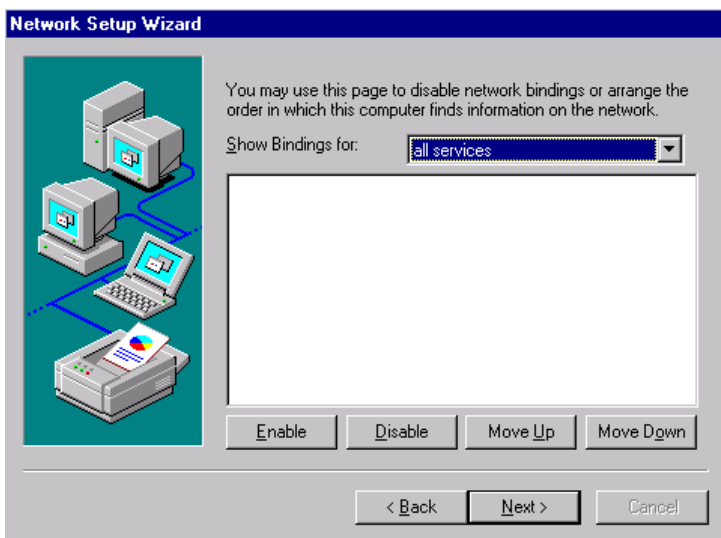 Network Setup Wizard
You may use this page to disable network bindings or arrange the
order in which this computer finds information on the network.
Show Bindings for: all services
Enable Disable Move Up Move Down
< Back Next > Cancel